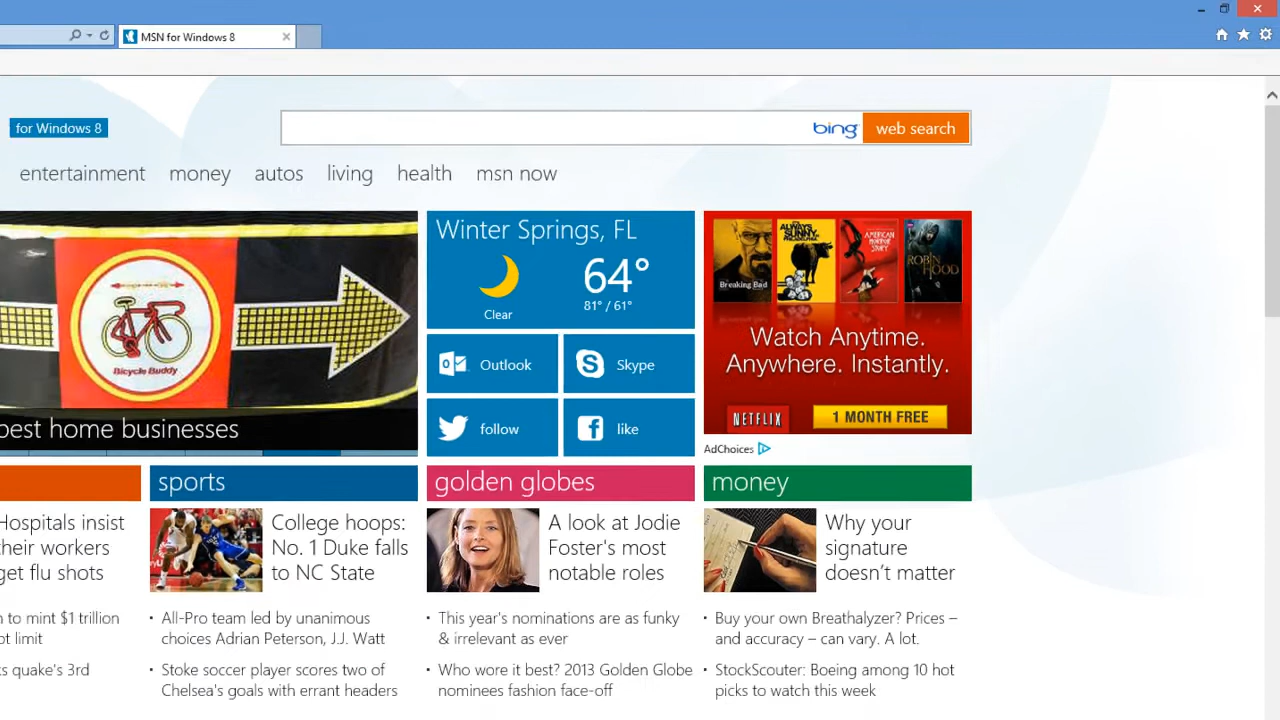 MSN for Windows 8
for Windows 8
bing
web search
entertainment
money
autos
living
health
msn now
Bicycle Buddy
best home businesses
Winter Springs, FL
64°
81° / 61°
Clear
Outlook
Skype
follow
like
Breaking Bad
ALWAYS
SUNNY
PHILADELPHIA
AMERICAN
HORROR
STORY
ROBIN
HOOD
Watch Anytime.
Anywhere. Instantly.
NETFLIX
1 MONTH FREE
AdChoices
Hospitals insist
their workers
get flu shots
n to mint $1 trillion
ot limit
ks quake's 3rd
sports
College hoops:
No. 1 Duke falls
to NC State
All-Pro team led by unanimous
choices Adrian Peterson, J.J. Watt
Stoke soccer player scores two of
Chelsea's goals with errant headers
golden globes
A look at Jodie
Foster's most
notable roles
This year's nominations are as funky
& irrelevant as ever
Who wore it best? 2013 Golden Globe
nominees fashion face-off
money
Why your
signature
doesn't matter
Buy your own Breathalyzer? Prices –
and accuracy – can vary. A lot.
StockScouter: Boeing among 10 hot
picks to watch this week